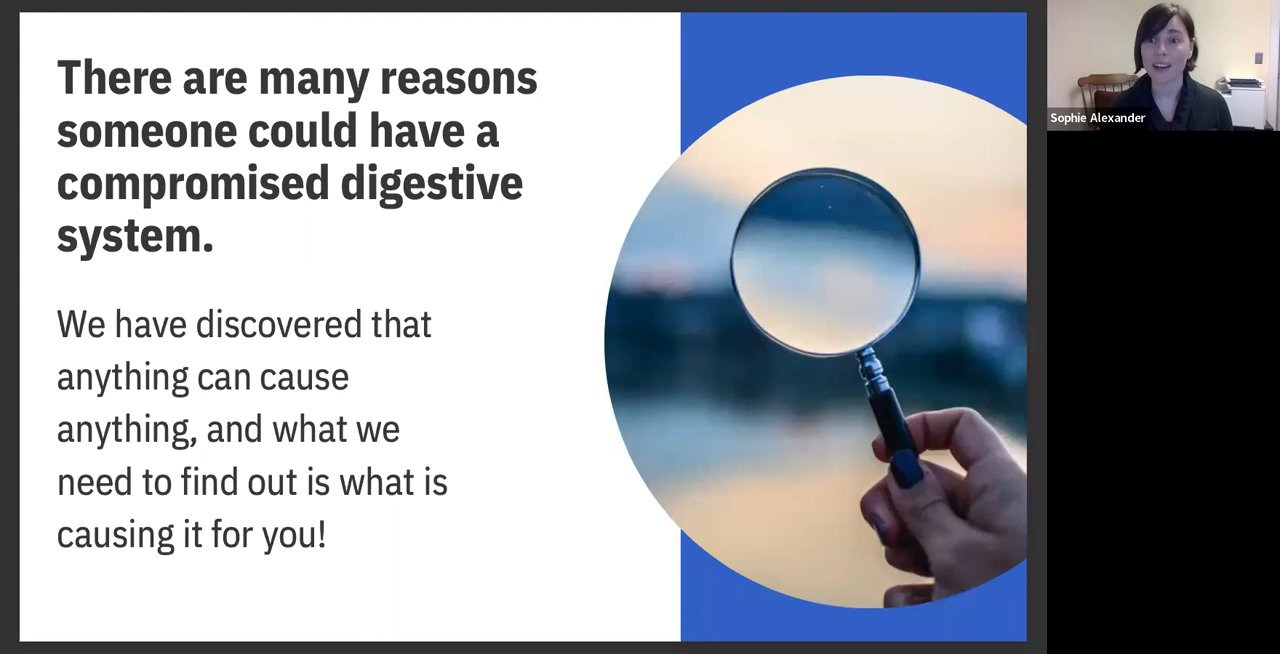 There are many reasons
someone could have a
compromised digestive
system.
We have discovered that
anything can cause
anything, and what we
need to find out is what is
causing it for you!
Sophie Alexander